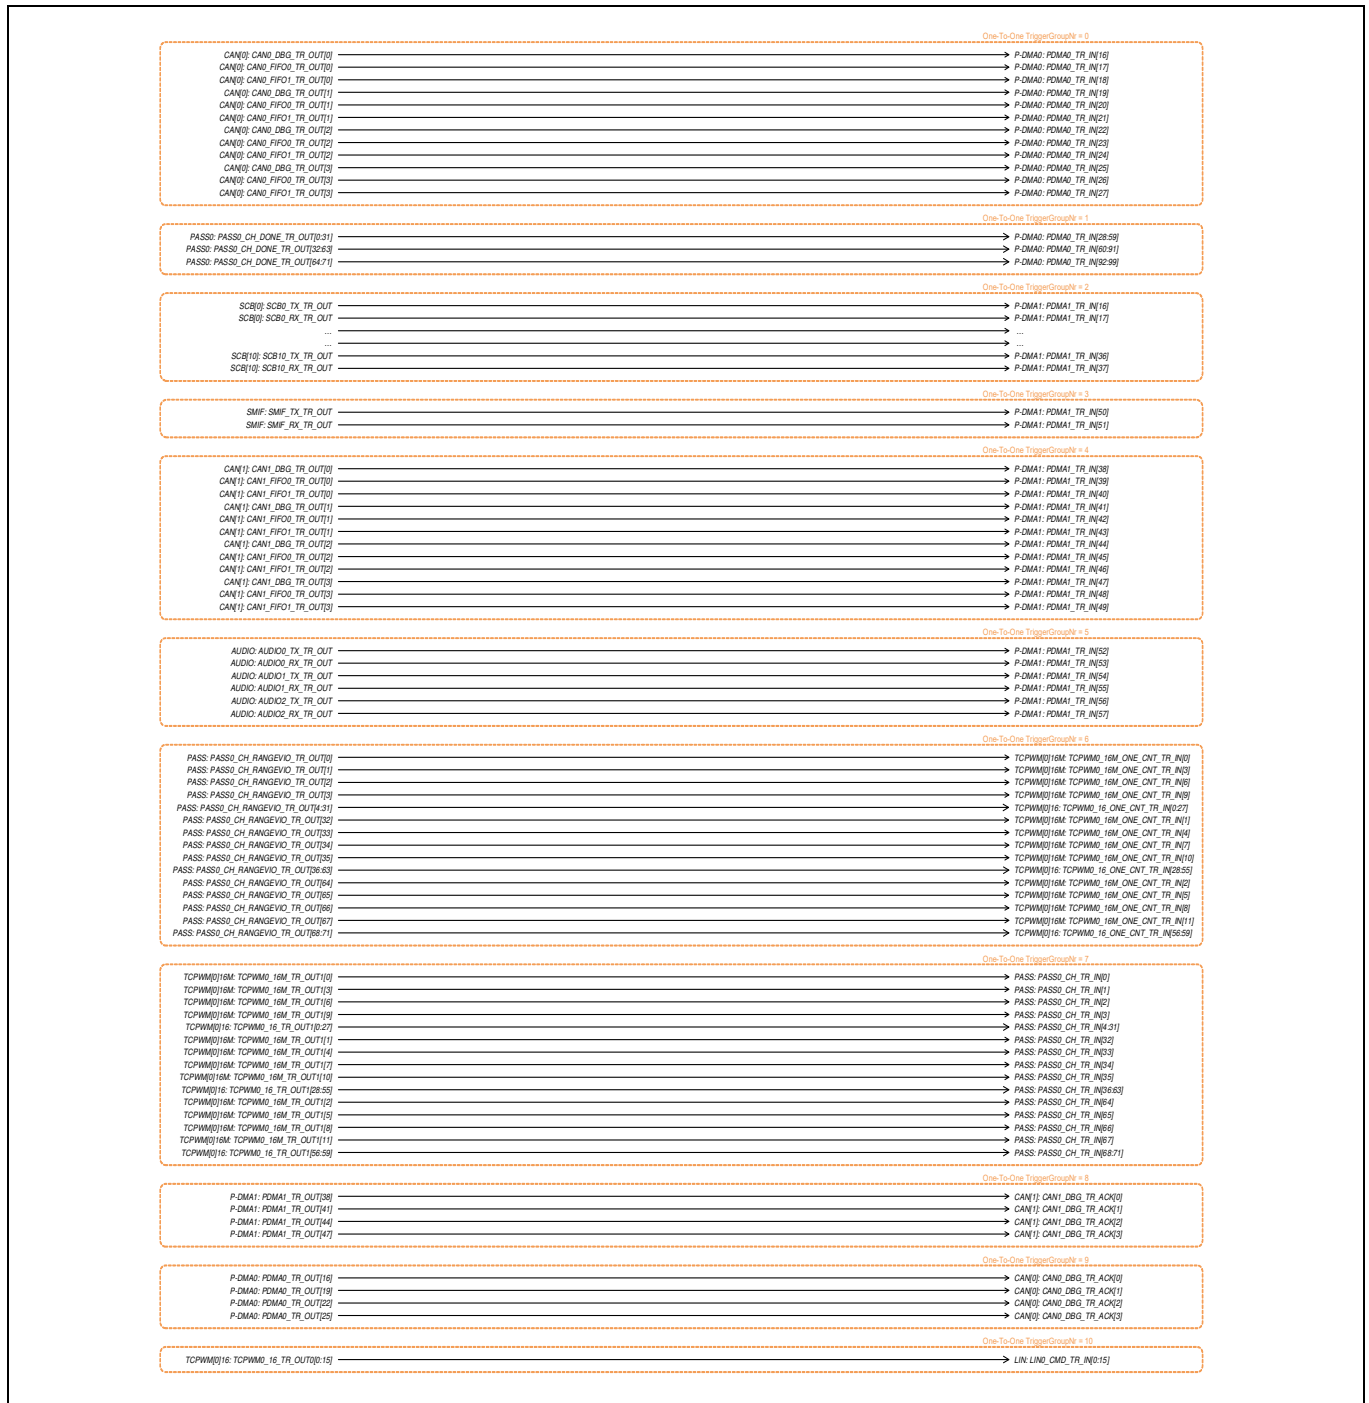 One-To-One TriggerGroupNr = 0
CAN[0]: CAN0_DBG_TR_OUT[0] P-DMA0: PDMA0_TR_IN[16]
CAN[0]: CAN0_FIFO0_TR_OUT[0] P-DMA0: PDMA0_TR_IN[17]
CAN[0]: CAN0_FIFO1_TR_OUT[0] P-DMA0: PDMA0_TR_IN[18]
CAN[0]: CAN0_DBG_TR_OUT[1] P-DMA0: PDMA0_TR_IN[19]
CAN[0]: CAN0_FIFO0_TR_OUT[1] P-DMA0: PDMA0_TR_IN[20]
CAN[0]: CAN0_FIFO1_TR_OUT[1] P-DMA0: PDMA0_TR_IN[21]
CAN[0]: CAN0_DBG_TR_OUT[2] P-DMA0: PDMA0_TR_IN[22]
CAN[0]: CAN0_FIFO0_TR_OUT[2] P-DMA0: PDMA0_TR_IN[23]
CAN[0]: CAN0_FIFO1_TR_OUT[2] P-DMA0: PDMA0_TR_IN[24]
CAN[0]: CAN0_DBG_TR_OUT[3] P-DMA0: PDMA0_TR_IN[25]
CAN[0]: CAN0_FIFO0_TR_OUT[3] P-DMA0: PDMA0_TR_IN[26]
CAN[0]: CAN0_FIFO1_TR_OUT[3] P-DMA0: PDMA0_TR_IN[27]
One-To-One TriggerGroupNr = 1
PASS0: PASS0_CH_DONE_TR_OUT[0:31] P-DMA0: PDMA0_TR_IN[28:59]
PASS0: PASS0_CH_DONE_TR_OUT[32:63] P-DMA0: PDMA0_TR_IN[60:91]
PASS0: PASS0_CH_DONE_TR_OUT[64:71] P-DMA0: PDMA0_TR_IN[92:99]
One-To-One TriggerGroupNr = 2
SCB[0]: SCB0_TX_TR_OUT P-DMA1: PDMA1_TR_IN[16]
SCB[0]: SCB0_RX_TR_OUT P-DMA1: PDMA1_TR_IN[17]
... ...
... ...
SCB[10]: SCB10_TX_TR_OUT P-DMA1: PDMA1_TR_IN[36]
SCB[10]: SCB10_RX_TR_OUT P-DMA1: PDMA1_TR_IN[37]
One-To-One TriggerGroupNr = 3
SMIF: SMIF_TX_TR_OUT P-DMA1: PDMA1_TR_IN[50]
SMIF: SMIF_RX_TR_OUT P-DMA1: PDMA1_TR_IN[51]
One-To-One TriggerGroupNr = 4
CAN[1]: CAN1_DBG_TR_OUT[0] P-DMA1: PDMA1_TR_IN[38]
CAN[1]: CAN1_FIFO0_TR_OUT[0] P-DMA1: PDMA1_TR_IN[39]
CAN[1]: CAN1_FIFO1_TR_OUT[0] P-DMA1: PDMA1_TR_IN[40]
CAN[1]: CAN1_DBG_TR_OUT[1] P-DMA1: PDMA1_TR_IN[41]
CAN[1]: CAN1_FIFO0_TR_OUT[1] P-DMA1: PDMA1_TR_IN[42]
CAN[1]: CAN1_FIFO1_TR_OUT[1] P-DMA1: PDMA1_TR_IN[43]
CAN[1]: CAN1_DBG_TR_OUT[2] P-DMA1: PDMA1_TR_IN[44]
CAN[1]: CAN1_FIFO0_TR_OUT[2] P-DMA1: PDMA1_TR_IN[45]
CAN[1]: CAN1_FIFO1_TR_OUT[2] P-DMA1: PDMA1_TR_IN[46]
CAN[1]: CAN1_DBG_TR_OUT[3] P-DMA1: PDMA1_TR_IN[47]
CAN[1]: CAN1_FIFO0_TR_OUT[3] P-DMA1: PDMA1_TR_IN[48]
CAN[1]: CAN1_FIFO1_TR_OUT[3] P-DMA1: PDMA1_TR_IN[49]
One-To-One TriggerGroupNr = 5
AUDIO: AUDIO0_TX_TR_OUT P-DMA1: PDMA1_TR_IN[52]
AUDIO: AUDIO0_RX_TR_OUT P-DMA1: PDMA1_TR_IN[53]
AUDIO: AUDIO1_TX_TR_OUT P-DMA1: PDMA1_TR_IN[54]
AUDIO: AUDIO1_RX_TR_OUT P-DMA1: PDMA1_TR_IN[55]
AUDIO: AUDIO2_TX_TR_OUT P-DMA1: PDMA1_TR_IN[56]
AUDIO: AUDIO2_RX_TR_OUT P-DMA1: PDMA1_TR_IN[57]
One-To-One TriggerGroupNr = 6
PASS: PASS0_CH_RANGEVIO_TR_OUT[0] TCPWM[0]16M: TCPWM0_16M_ONE_CNT_TR_IN[0]
PASS: PASS0_CH_RANGEVIO_TR_OUT[1] TCPWM[0]16M: TCPWM0_16M_ONE_CNT_TR_IN[3]
PASS: PASS0_CH_RANGEVIO_TR_OUT[2] TCPWM[0]16M: TCPWM0_16M_ONE_CNT_TR_IN[6]
PASS: PASS0_CH_RANGEVIO_TR_OUT[3] TCPWM[0]16M: TCPWM0_16M_ONE_CNT_TR_IN[9]
PASS: PASS0_CH_RANGEVIO_TR_OUT[4:31] TCPWM[0]16: TCPWM0_16_ONE_CNT_TR_IN[0:27]
PASS: PASS0_CH_RANGEVIO_TR_OUT[32] TCPWM[0]16M: TCPWM0_16M_ONE_CNT_TR_IN[1]
PASS: PASS0_CH_RANGEVIO_TR_OUT[33] TCPWM[0]16M: TCPWM0_16M_ONE_CNT_TR_IN[4]
PASS: PASS0_CH_RANGEVIO_TR_OUT[34] TCPWM[0]16M: TCPWM0_16M_ONE_CNT_TR_IN[7]
PASS: PASS0_CH_RANGEVIO_TR_OUT[35] TCPWM[0]16M: TCPWM0_16M_ONE_CNT_TR_IN[10]
PASS: PASS0_CH_RANGEVIO_TR_OUT[36:63] TCPWM[0]16: TCPWM0_16_ONE_CNT_TR_IN[28:55]
PASS: PASS0_CH_RANGEVIO_TR_OUT[64] TCPWM[0]16M: TCPWM0_16M_ONE_CNT_TR_IN[2]
PASS: PASS0_CH_RANGEVIO_TR_OUT[65] TCPWM[0]16M: TCPWM0_16M_ONE_CNT_TR_IN[5]
PASS: PASS0_CH_RANGEVIO_TR_OUT[66] TCPWM[0]16M: TCPWM0_16M_ONE_CNT_TR_IN[8]
PASS: PASS0_CH_RANGEVIO_TR_OUT[67] TCPWM[0]16M: TCPWM0_16M_ONE_CNT_TR_IN[11]
PASS: PASS0_CH_RANGEVIO_TR_OUT[68:71] TCPWM[0]16: TCPWM0_16_ONE_CNT_TR_IN[56:59]
One-To-One TriggerGroupNr = 7
TCPWM[0]16M: TCPWM0_16M_TR_OUT1[0] PASS: PASS0_CH_TR_IN[0]
TCPWM[0]16M: TCPWM0_16M_TR_OUT1[3] PASS: PASS0_CH_TR_IN[1]
TCPWM[0]16M: TCPWM0_16M_TR_OUT1[6] PASS: PASS0_CH_TR_IN[2]
TCPWM[0]16M: TCPWM0_16M_TR_OUT1[9] PASS: PASS0_CH_TR_IN[3]
TCPWM[0]16: TCPWM0_16_TR_OUT1[0:27] PASS: PASS0_CH_TR_IN[4:31]
TCPWM[0]16M: TCPWM0_16M_TR_OUT1[1] PASS: PASS0_CH_TR_IN[32]
TCPWM[0]16M: TCPWM0_16M_TR_OUT1[4] PASS: PASS0_CH_TR_IN[33]
TCPWM[0]16M: TCPWM0_16M_TR_OUT1[7] PASS: PASS0_CH_TR_IN[34]
TCPWM[0]16M: TCPWM0_16M_TR_OUT1[10] PASS: PASS0_CH_TR_IN[35]
TCPWM[0]16: TCPWM0_16_TR_OUT1[28:55] PASS: PASS0_CH_TR_IN[36:63]
TCPWM[0]16M: TCPWM0_16M_TR_OUT1[2] PASS: PASS0_CH_TR_IN[64]
TCPWM[0]16M: TCPWM0_16M_TR_OUT1[5] PASS: PASS0_CH_TR_IN[65]
TCPWM[0]16M: TCPWM0_16M_TR_OUT1[8] PASS: PASS0_CH_TR_IN[66]
TCPWM[0]16M: TCPWM0_16M_TR_OUT1[11] PASS: PASS0_CH_TR_IN[67]
TCPWM[0]16: TCPWM0_16_TR_OUT1[56:59] PASS: PASS0_CH_TR_IN[68:71]
One-To-One TriggerGroupNr = 8
P-DMA1: PDMA1_TR_OUT[38] CAN[1]: CAN1_DBG_TR_ACK[0]
P-DMA1: PDMA1_TR_OUT[41] CAN[1]: CAN1_DBG_TR_ACK[1]
P-DMA1: PDMA1_TR_OUT[44] CAN[1]: CAN1_DBG_TR_ACK[2]
P-DMA1: PDMA1_TR_OUT[47] CAN[1]: CAN1_DBG_TR_ACK[3]
One-To-One TriggerGroupNr = 9
P-DMA0: PDMA0_TR_OUT[16] CAN[0]: CAN0_DBG_TR_ACK[0]
P-DMA0: PDMA0_TR_OUT[19] CAN[0]: CAN0_DBG_TR_ACK[1]
P-DMA0: PDMA0_TR_OUT[22] CAN[0]: CAN0_DBG_TR_ACK[2]
P-DMA0: PDMA0_TR_OUT[25] CAN[0]: CAN0_DBG_TR_ACK[3]
One-To-One TriggerGroupNr = 10
TCPWM[0]16: TCPWM0_16_TR_OUT0[0:15] LIN: LIN0_CMD_TR_IN[0:15]